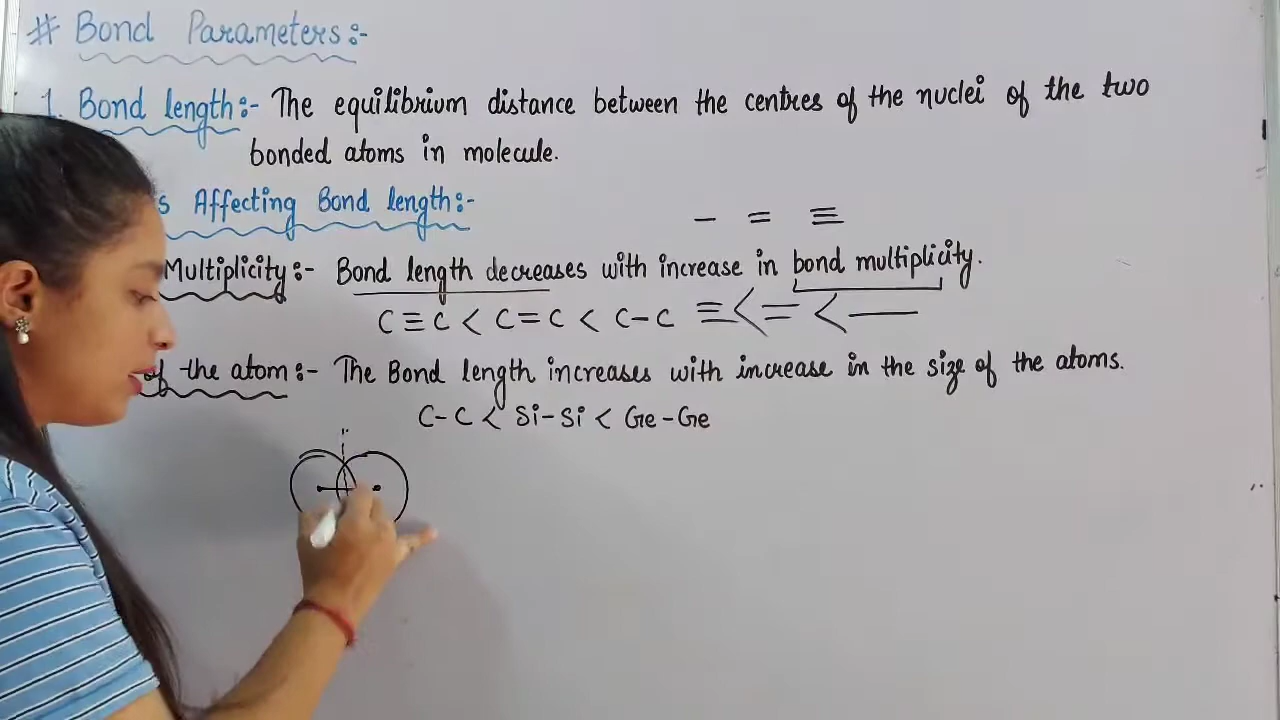 # Bond Parameters:-
1. Bond length:- The equilibrium distance between the centres of the nuclei of the two
bonded atoms in molecule.
Affecting Bond length:-
- = ≡
Multiplicity:- Bond length decreases with increase in bond multiplicity.
C≡C < C=C < C-C ≡ < = < —
of the atom:- The Bond length increases with increase in the size of the atoms.
C-C < Si-Si < Ge-Ge